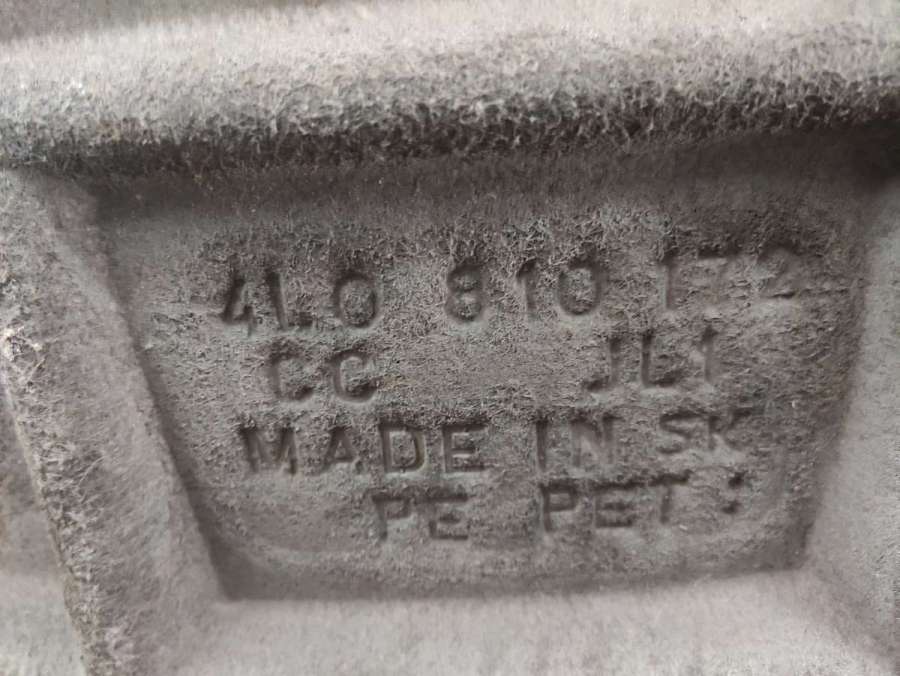 4L0 810 172
CC JL1
MADE IN SK
PE PET :